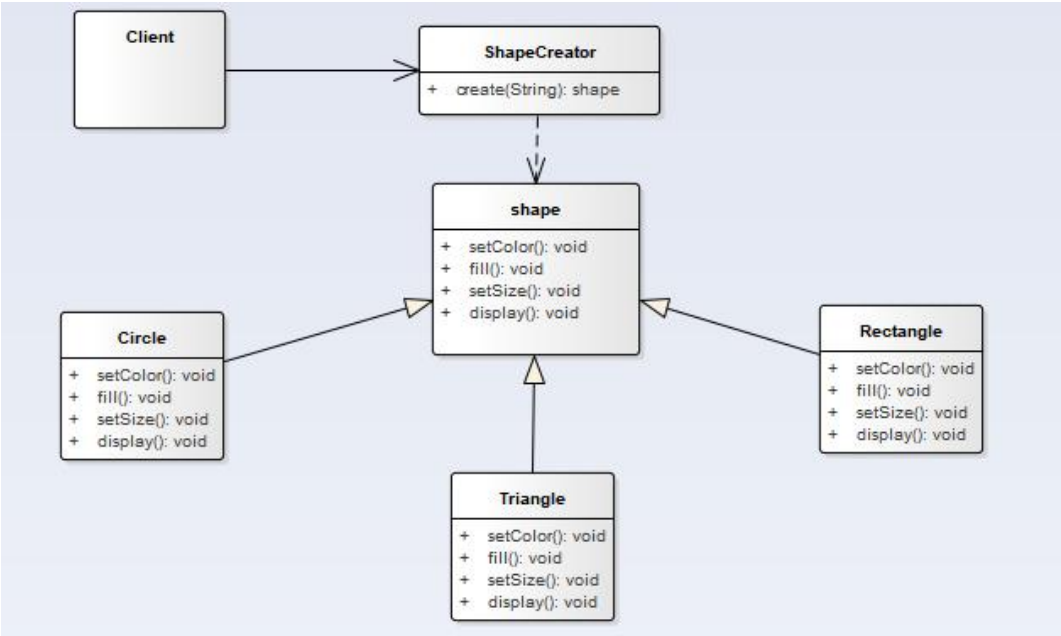 Client
ShapeCreator
+ create(String): shape
shape
+ setColor(): void
+ fill(): void
+ setSize(): void
+ display(): void
Circle
+ setColor(): void
+ fill(): void
+ setSize(): void
+ display(): void
Rectangle
+ setColor(): void
+ fill(): void
+ setSize(): void
+ display(): void
Triangle
+ setColor(): void
+ fill(): void
+ setSize(): void
+ display(): void